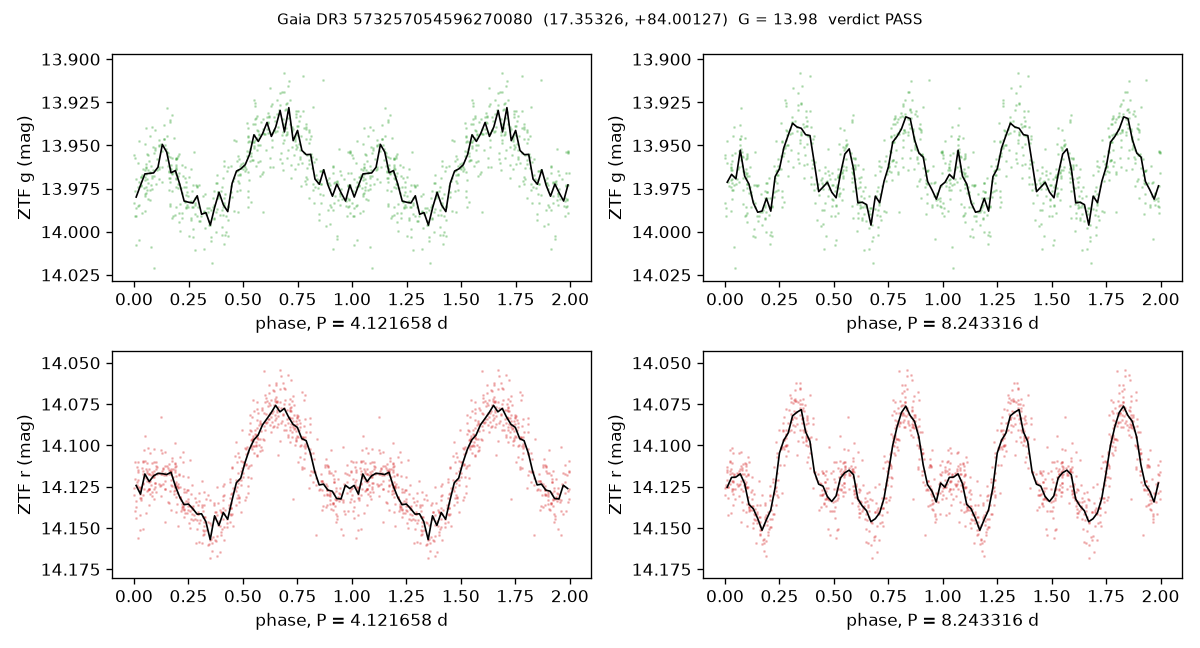 Gaia DR3 573257054596270080  (17.35326, +84.00127)  G = 13.98  verdict PASS
ZTF g (mag)
13.900
13.925
13.950
13.975
14.000
14.025
0.00 0.25 0.50 0.75 1.00 1.25 1.50 1.75 2.00
phase, P = 4.121658 d
ZTF g (mag)
13.900
13.925
13.950
13.975
14.000
14.025
0.00 0.25 0.50 0.75 1.00 1.25 1.50 1.75 2.00
phase, P = 8.243316 d
ZTF r (mag)
14.050
14.075
14.100
14.125
14.150
14.175
0.00 0.25 0.50 0.75 1.00 1.25 1.50 1.75 2.00
phase, P = 4.121658 d
ZTF r (mag)
14.050
14.075
14.100
14.125
14.150
14.175
0.00 0.25 0.50 0.75 1.00 1.25 1.50 1.75 2.00
phase, P = 8.243316 d